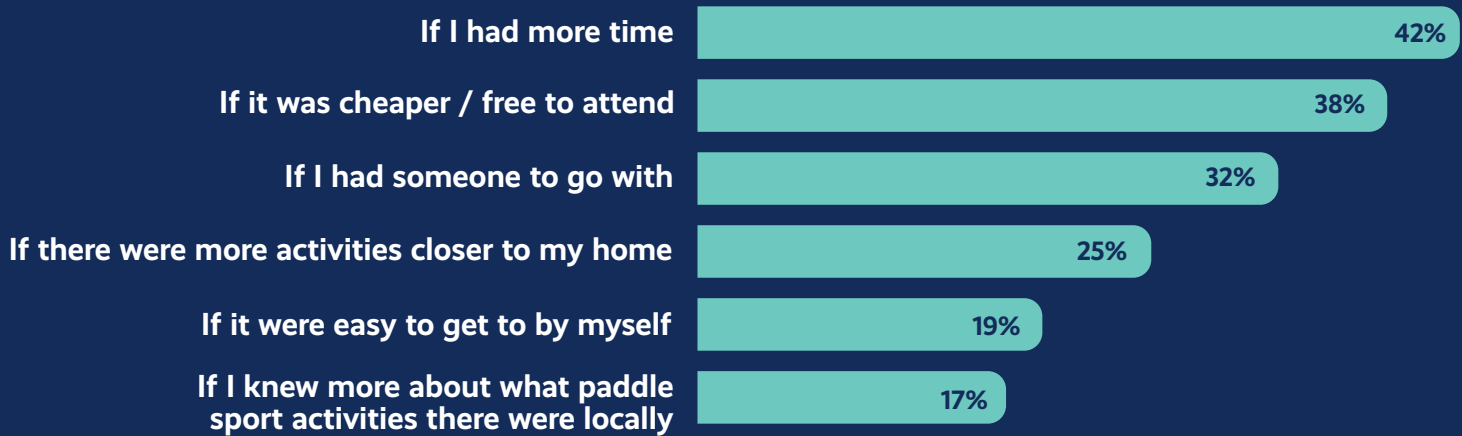 If I had more time 42%
If it was cheaper / free to attend 38%
If I had someone to go with 32%
If there were more activities closer to my home 25%
If it were easy to get to by myself 19%
If I knew more about what paddle
sport activities there were locally 17%